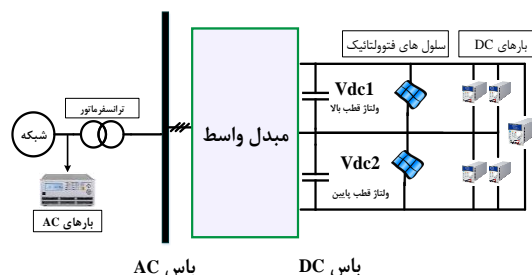 سلول های فتوولتائیک
بارهای DC
Vdc1
ولتاژ قطب بالا
ترانسفرماتور
شبکه
مبدل واسط
Vdc2
ولتاژ قطب پایین
بارهای AC
باس AC
باس DC